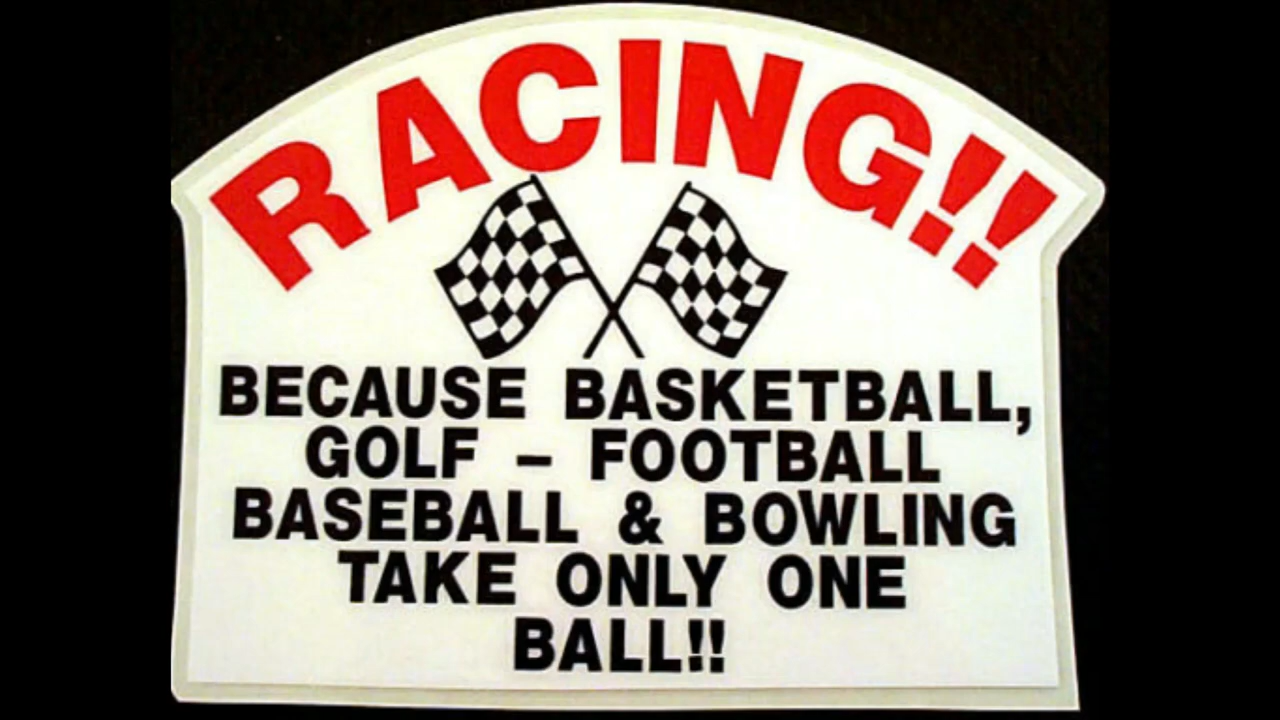 RACING!!
BECAUSE BASKETBALL,
GOLF – FOOTBALL
BASEBALL & BOWLING
TAKE ONLY ONE
BALL!!